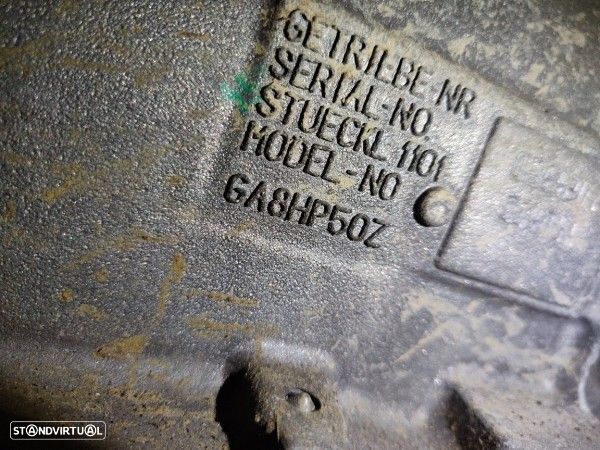 GETRIEBE-NR
SERIAL-NO
STUECKL 1101
MODEL-NO
GA8HP50Z
STANDVIRTUAL